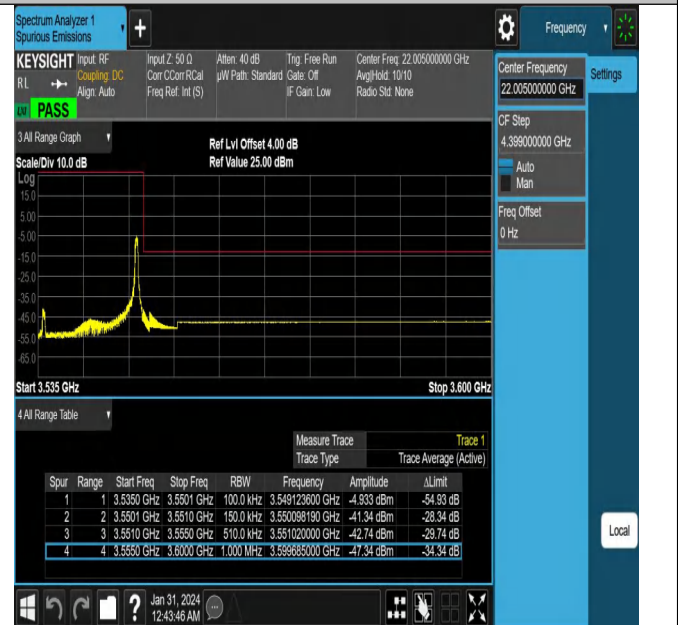 Spectrum Analyzer 1
Spurious Emissions
+
Frequency
KEYSIGHT Input: RF Input Z: 50 Ω Atten: 40 dB Trig: Free Run Center Freq: 22.005000000 GHz
RL Coupling: DC Corr CCorr RCal µW Path: Standard Gate: Off Avg|Hold: 10/10
Align: Auto Freq Ref: Int (S) IF Gain: Low Radio Std: None
PASS
Center Frequency
22.005000000 GHz
Settings
CF Step
4.399000000 GHz
Auto
Man
Freq Offset
0 Hz
3 All Range Graph
Ref Lvl Offset 4.00 dB
Scale/Div 10.0 dB Ref Value 25.00 dBm
Log
15.0
5.00
-5.00
-15.0
-25.0
-35.0
-45.0
-55.0
-65.0
Start 3.535 GHz Stop 3.600 GHz
4 All Range Table
Measure Trace Trace 1
Trace Type Trace Average (Active)
Spur Range Start Freq Stop Freq RBW Frequency Amplitude ΔLimit
1 1 3.5350 GHz 3.5501 GHz 100.0 kHz 3.549123600 GHz -4.933 dBm -54.93 dB
2 2 3.5501 GHz 3.5510 GHz 150.0 kHz 3.550098190 GHz -41.34 dBm -28.34 dB
3 3 3.5510 GHz 3.5550 GHz 510.0 kHz 3.551020000 GHz -42.74 dBm -29.74 dB
4 4 3.5550 GHz 3.6000 GHz 1.000 MHz 3.599685000 GHz -47.34 dBm -34.34 dB
Local
?
Jan 31, 2024
12:43:46 AM